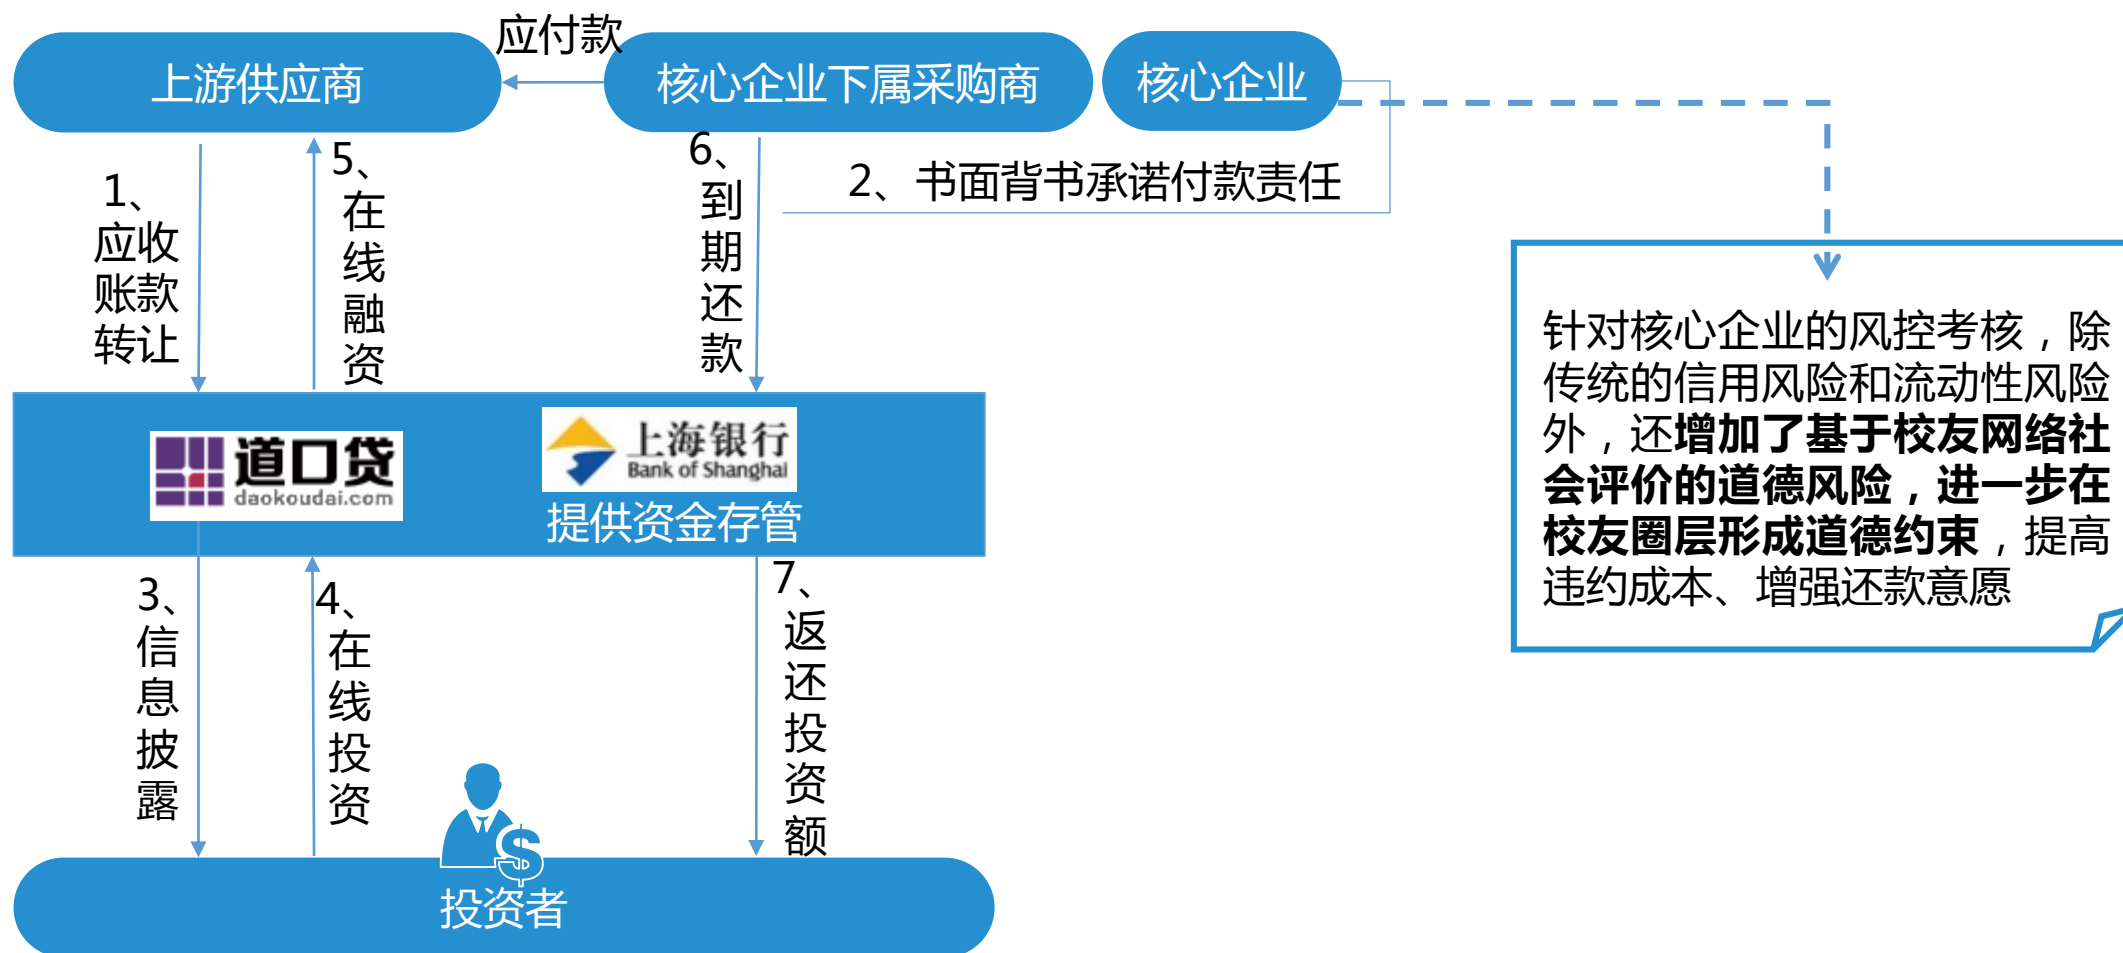 应付款
上游供应商
核心企业下属采购商
核心企业
1、
应收
账款
转让
5、
在
线
融
资
6、
到
期
还
款
2、书面背书承诺付款责任
道口贷
daokoudai.com
上海银行
Bank of Shanghai
提供资金存管
3、
信
息
披
露
4、
在
线
投
资
7、
返
还
投
资
额
$
投资者
针对核心企业的风控考核，除
传统的信用风险和流动性风险
外，还增加了基于校友网络社
会评价的道德风险，进一步在
校友圈层形成道德约束，提高
违约成本、增强还款意愿